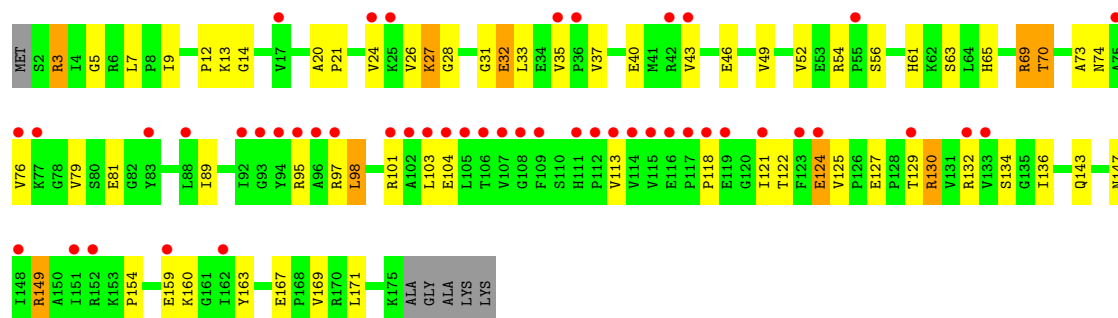 MET S2 R3 I4 G5 R6 L7 P8 I9 P12 K13 G14 V17 A20 P21 V24 K25 V26 K27 G28 G31 E32 L33 E34 V35 P36 V37 E40 M41 R42 V43 E46 V49 V52 E53 R54 P55 S56 H61 K62 S63 L64 H65 R69 T70 A73 N74 A75
V76 K77 G78 V79 S80 E81 G82 Y83 L88 I89 I92 G93 Y94 R95 A96 R97 L98 R101 A102 L103 E104 L105 T106 V107 G108 F109 S110 H111 P112 V113 V114 V115 E116 P117 P118 E119 G120 I121 T122 F123 E124 V125 P126 E127 P128 T129 R130 V131 R132 V133 S134 G135 I136 Q143 N147
I148 R149 A150 I151 R152 K153 P154 E159 K160 G161 I162 Y163 E167 P168 V169 R170 L171 K175 ALA GLY ALA LYS LYS